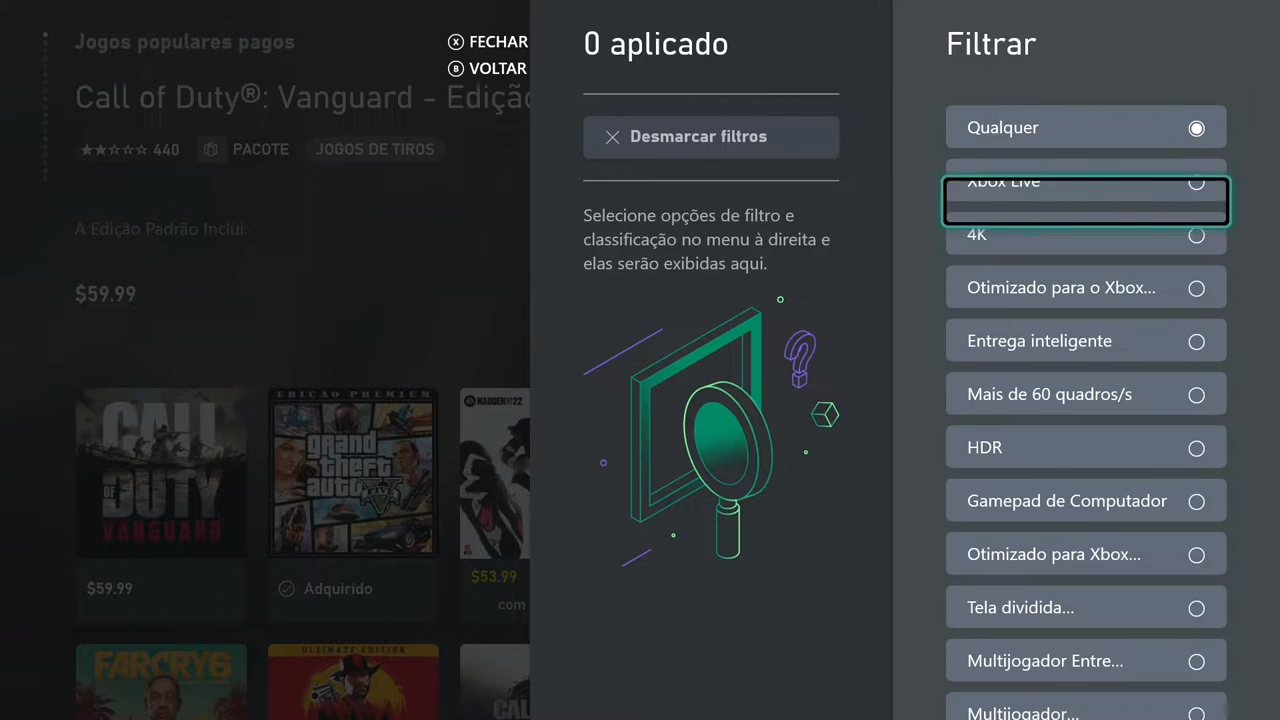 Jogos populares pagos
Call of Duty®: Vanguard - Edição
440
PACOTE
JOGOS DE TIROS
A Edição Padrão Inclui:
$59.99
CALL OF DUTY VANGUARD
$59.99
EDIÇÃO PREMIUM
grand theft auto V
FIVE
Adquirido
MADDEN NFL 22
$53.99
com
FARCRY6
ULTIMATE EDITION
X FECHAR
B VOLTAR
0 aplicado
Desmarcar filtros
Selecione opções de filtro e
classificação no menu à direita e
elas serão exibidas aqui.
Filtrar
Qualquer
Xbox Live
4K
Otimizado para o Xbox...
Entrega inteligente
Mais de 60 quadros/s
HDR
Gamepad de Computador
Otimizado para Xbox...
Tela dividida...
Multijogador Entre...
Multijogador...